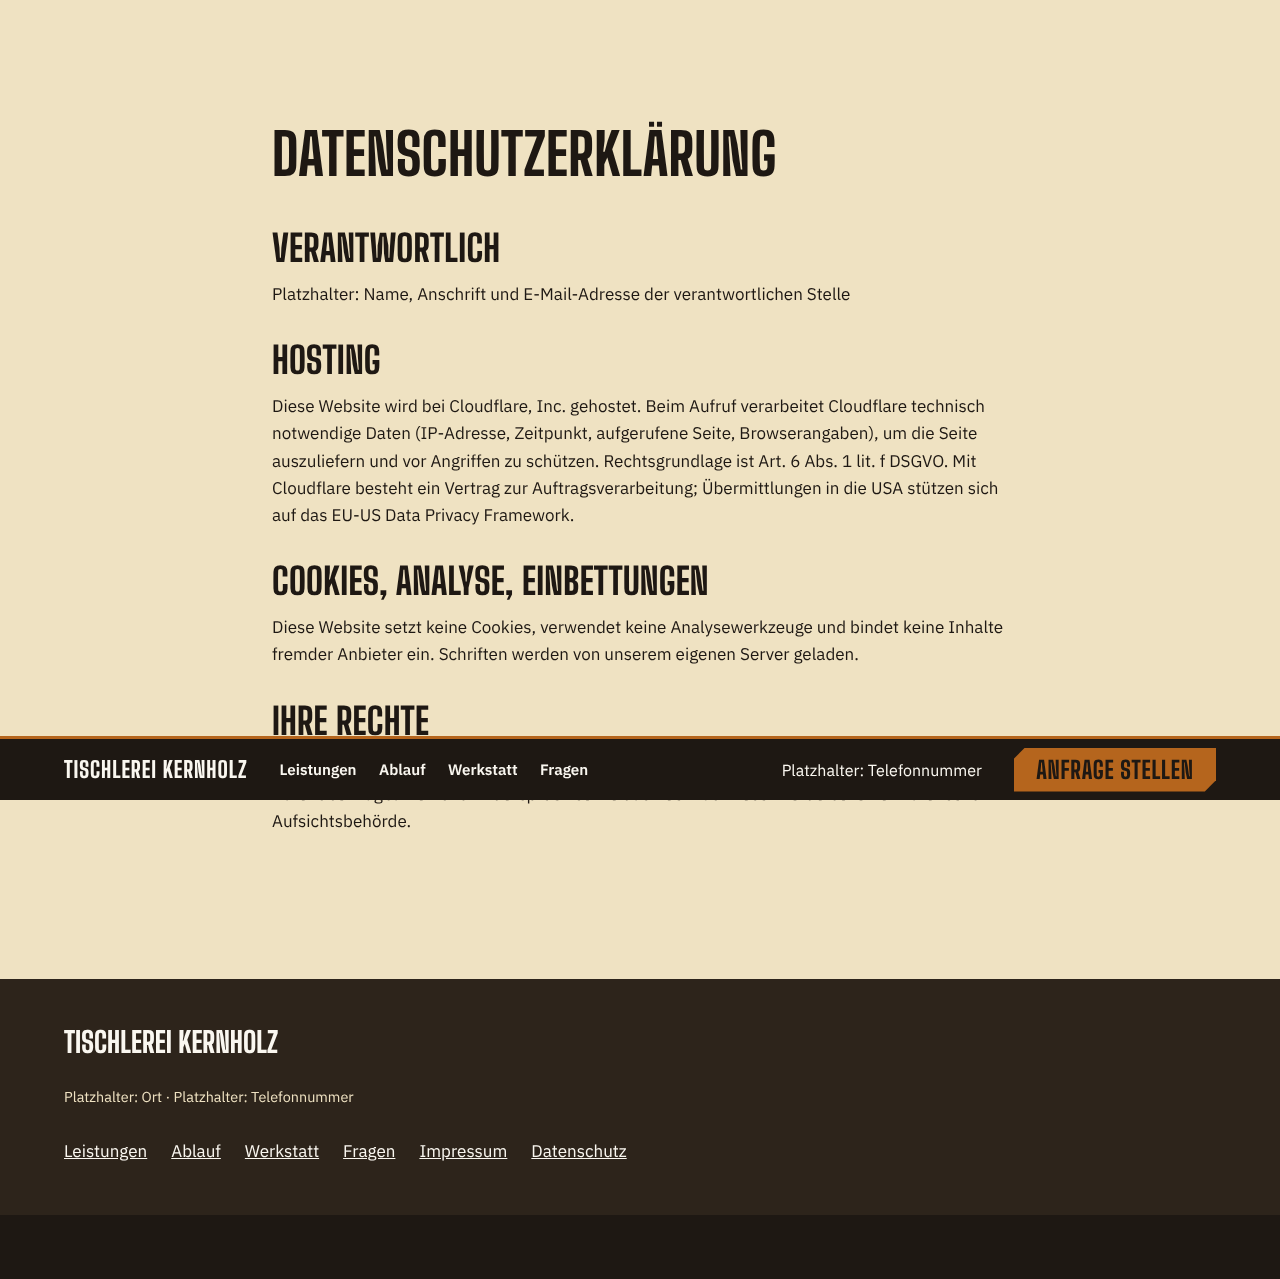 DATENSCHUTZERKLÄRUNG
VERANTWORTLICH
Platzhalter: Name, Anschrift und E-Mail-Adresse der verantwortlichen Stelle
HOSTING
Diese Website wird bei Cloudflare, Inc. gehostet. Beim Aufruf verarbeitet Cloudflare technisch
notwendige Daten (IP-Adresse, Zeitpunkt, aufgerufene Seite, Browserangaben), um die Seite
auszuliefern und vor Angriffen zu schützen. Rechtsgrundlage ist Art. 6 Abs. 1 lit. f DSGVO. Mit
Cloudflare besteht ein Vertrag zur Auftragsverarbeitung; Übermittlungen in die USA stützen sich
auf das EU-US Data Privacy Framework.
COOKIES, ANALYSE, EINBETTUNGEN
Diese Website setzt keine Cookies, verwendet keine Analysewerkzeuge und bindet keine Inhalte
fremder Anbieter ein. Schriften werden von unserem eigenen Server geladen.
IHRE RECHTE
TISCHLEREI KERNHOLZ Leistungen Ablauf Werkstatt Fragen Platzhalter: Telefonnummer ANFRAGE STELLEN
Aufsichtsbehörde.
TISCHLEREI KERNHOLZ
Platzhalter: Ort · Platzhalter: Telefonnummer
Leistungen Ablauf Werkstatt Fragen Impressum Datenschutz